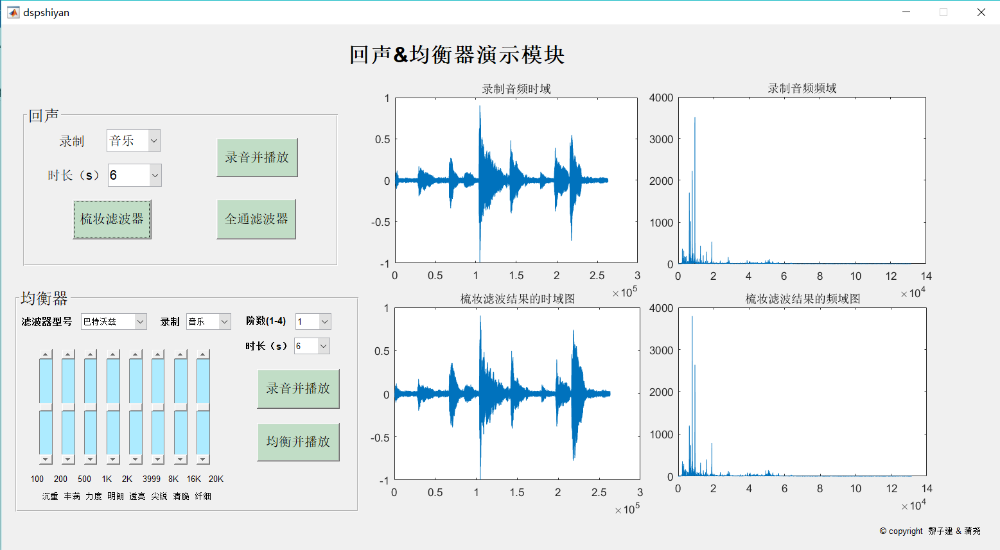 dspshiyan
回声&均衡器演示模块
回声
录制 音乐
时长（s） 6
录音并播放
梳妆滤波器
全通滤波器
录制音频时域
1
0.5
0
-0.5
-1
0 0.5 1 1.5 2 2.5 3
×10^5
录制音频频域
4000
3000
2000
1000
0
0 2 4 6 8 10 12 14
×10^4
均衡器
滤波器型号 巴特沃兹 录制 音乐 阶数(1-4) 1
时长（s） 6
录音并播放
均衡并播放
100 200 500 1K 2K 3999 8K 16K 20K
沉重 丰满 力度 明朗 透亮 尖锐 清脆 纤细
梳妆滤波结果的时域图
1
0.5
0
-0.5
-1
0 0.5 1 1.5 2 2.5 3
×10^5
梳妆滤波结果的频域图
4000
3000
2000
1000
0
0 2 4 6 8 10 12 14
×10^4
© copyright 黎子建 & 蒲尧